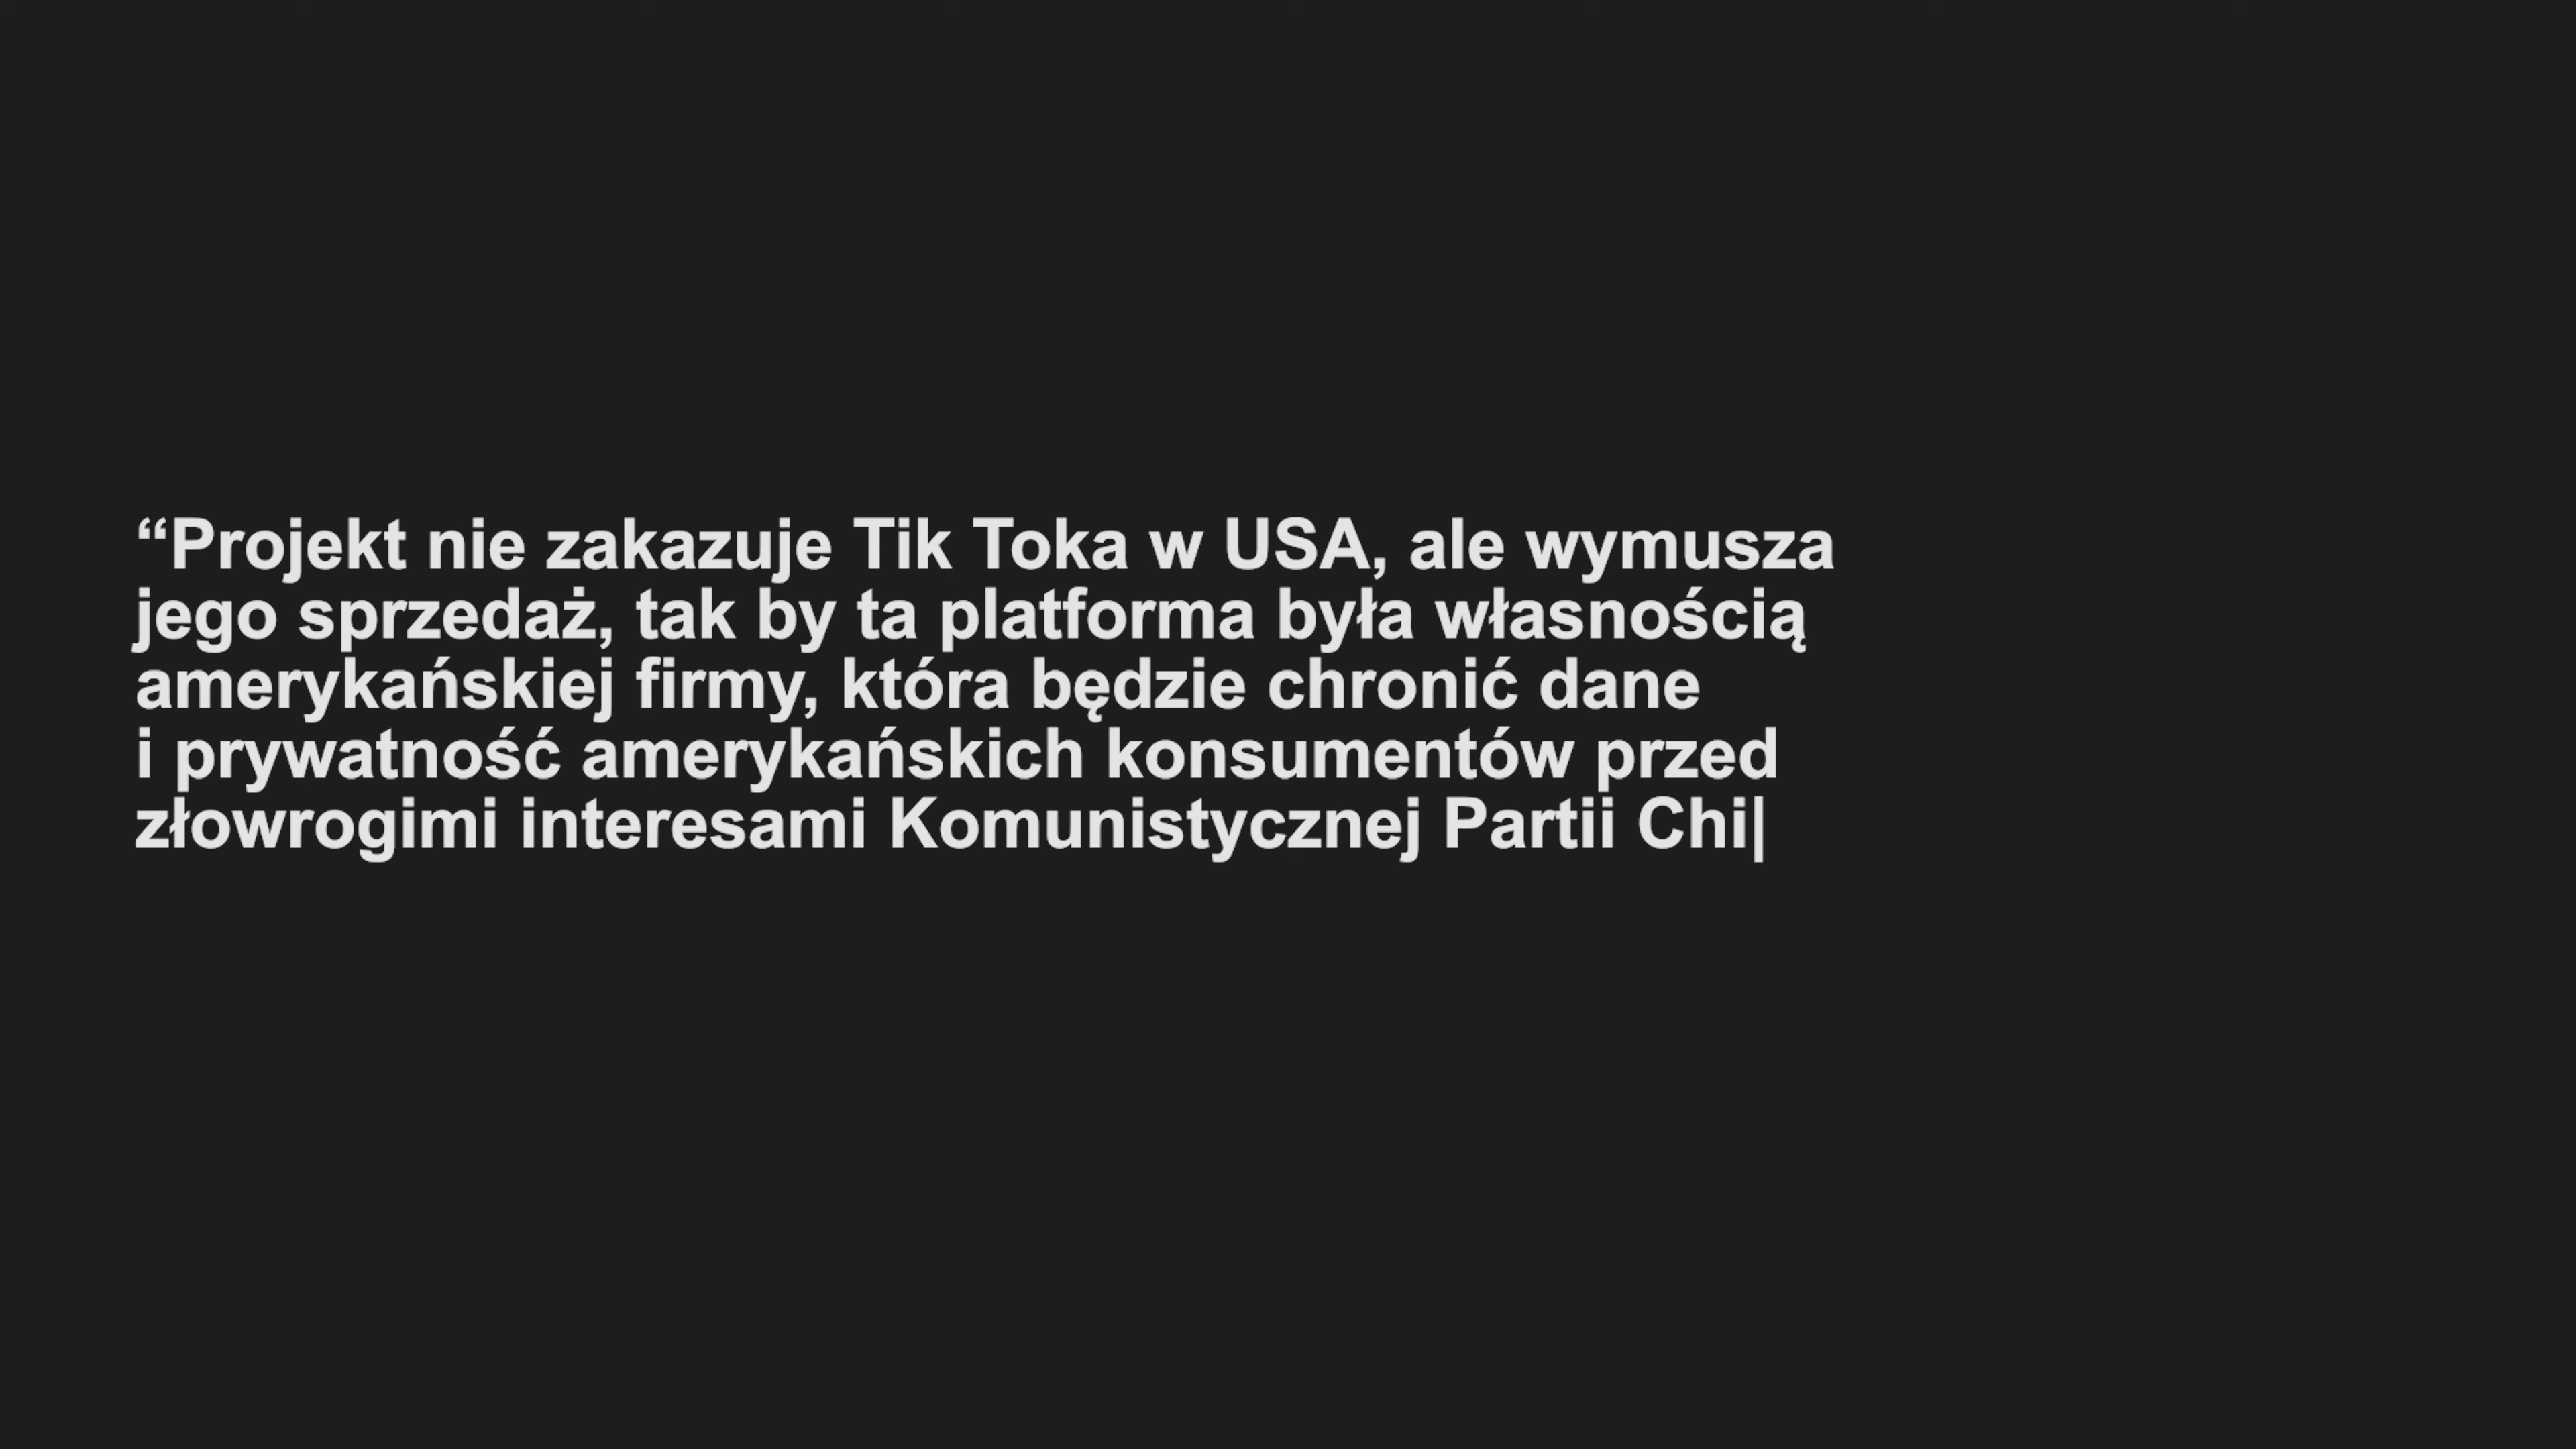 “Projekt nie zakazuje Tik Toka w USA, ale wymusza
jego sprzedaż, tak by ta platforma była własnością
amerykańskiej firmy, która będzie chronić dane
i prywatność amerykańskich konsumentów przed
złowrogimi interesami Komunistycznej Partii Chi|